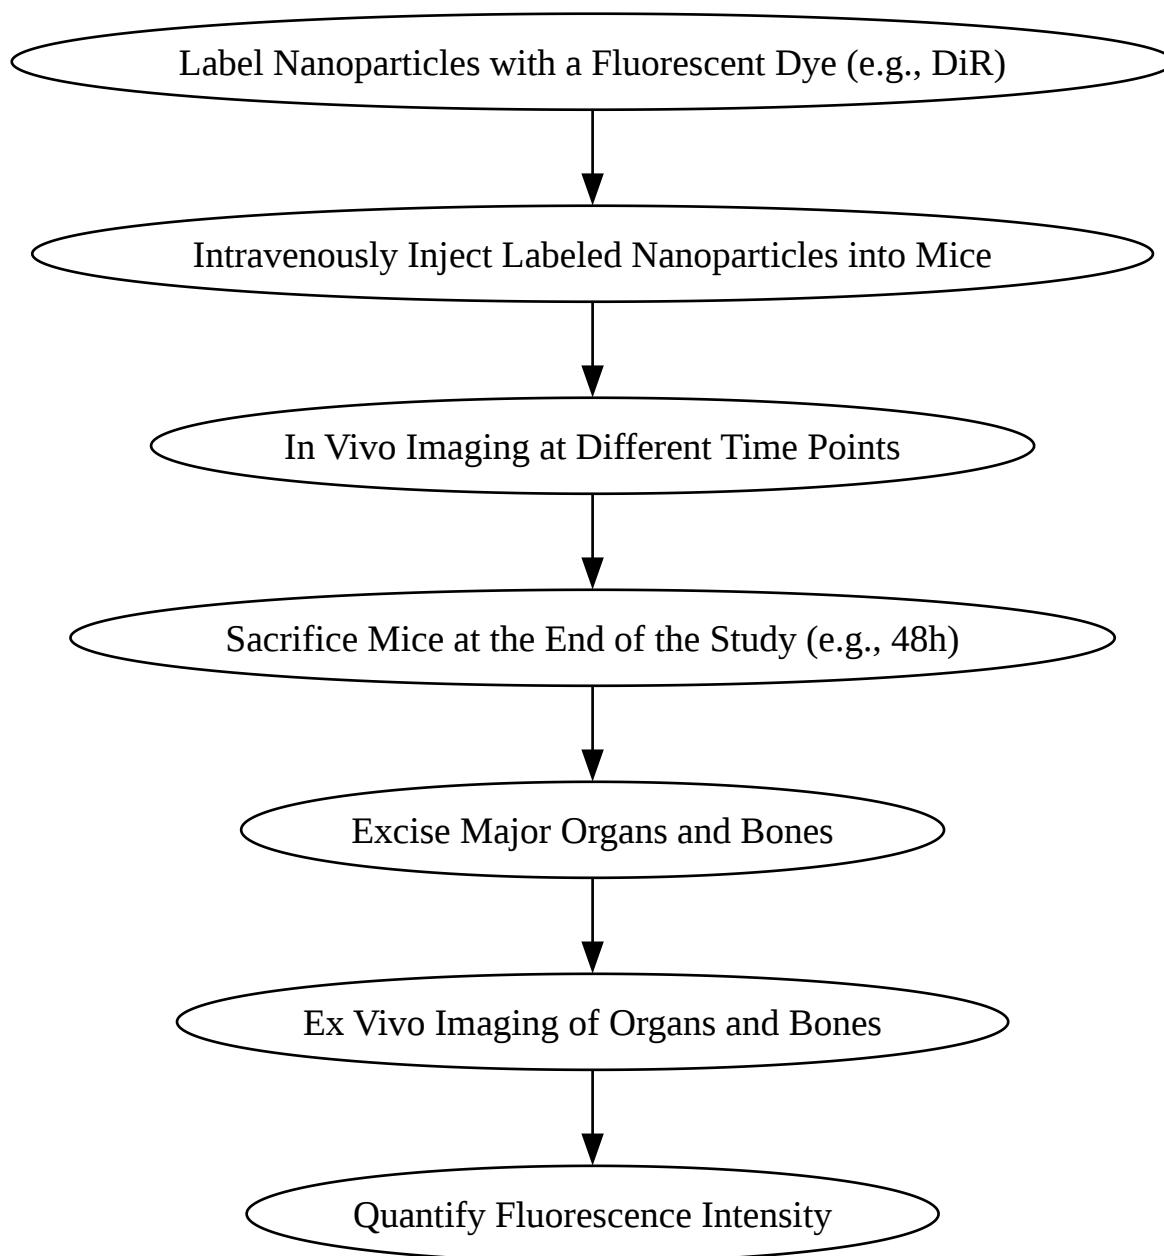 Label Nanoparticles with a Fluorescent Dye (e.g., DiR)
Intravenously Inject Labeled Nanoparticles into Mice
In Vivo Imaging at Different Time Points
Sacrifice Mice at the End of the Study (e.g., 48h)
Excise Major Organs and Bones
Ex Vivo Imaging of Organs and Bones
Quantify Fluorescence Intensity